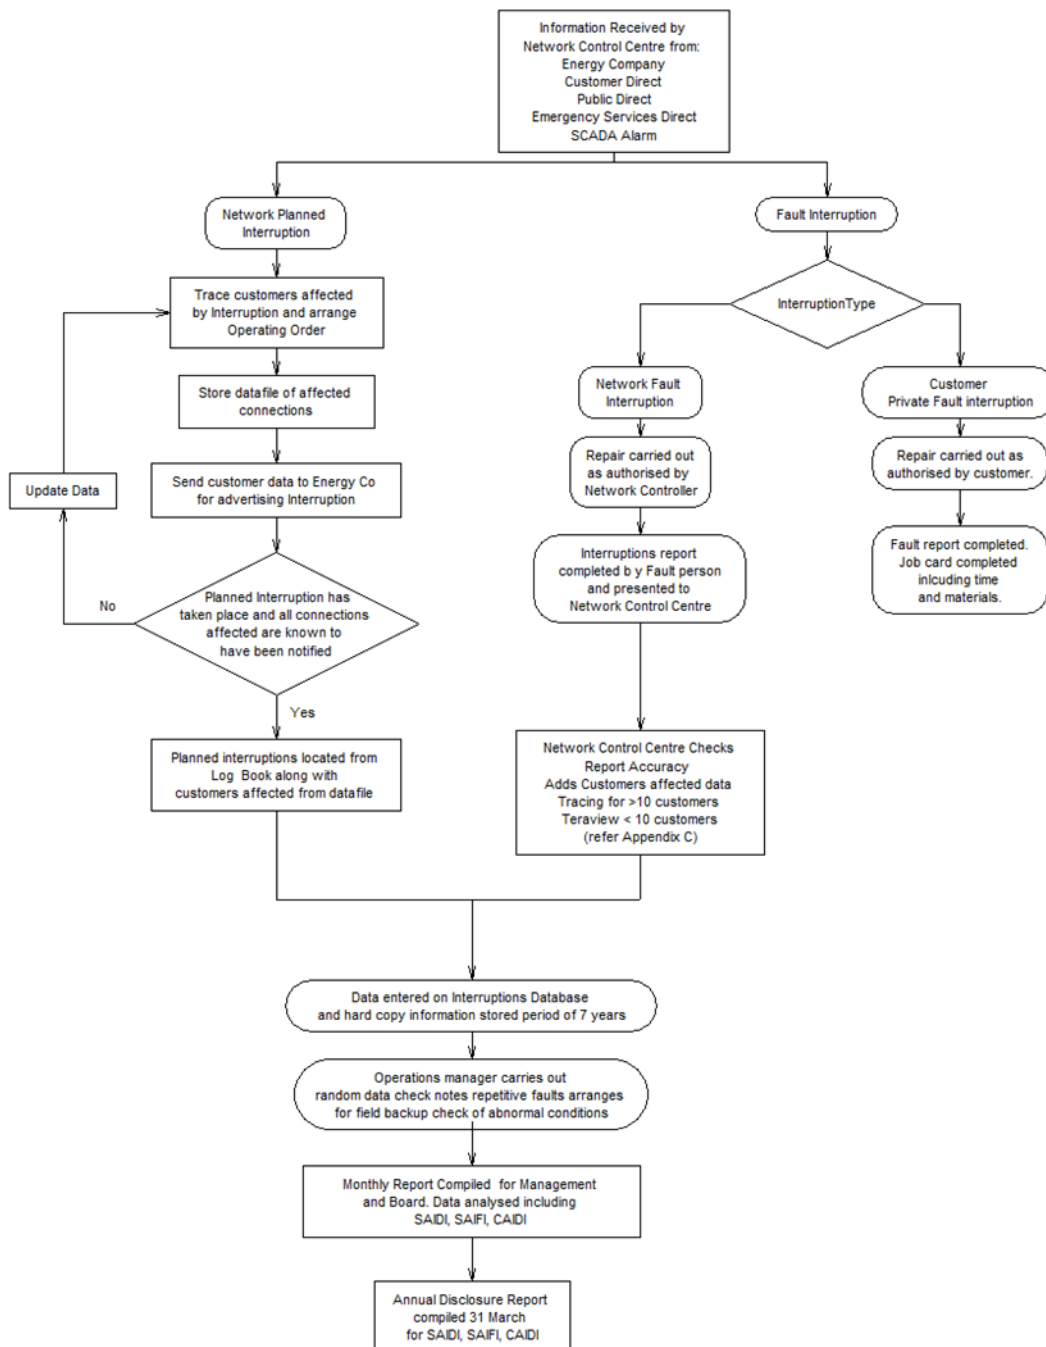 Information Received by
Network Control Centre from:
Energy Company
Customer Direct
Public Direct
Emergency Services Direct
SCADA Alarm
Network Planned
Interruption
Fault Interruption
Trace customers affected
by Interruption and arrange
Operating Order
InterruptionType
Store datafile of affected
connections
Network Fault
Interruption
Customer
Private Fault interruption
Update Data
Send customer data to Energy Co
for advertising Interruption
Repair carried out
as authorised by
Network Controller
Repair carried out as
authorised by customer.
No
Planned Interruption has
taken place and all connections
affected are known to
have been notified
Yes
Interruptions report
completed b y Fault person
and presented to
Network Control Centre
Fault report completed.
Job card completed
inlcuding time
and materials.
Planned interruptions located from
Log Book along with
customers affected from datafile
Network Control Centre Checks
Report Accuracy
Adds Customers affected data
Tracing for >10 customers
Teraview < 10 customers
(refer Appendix C)
Data entered on Interruptions Database
and hard copy information stored period of 7 years
Operations manager carries out
random data check notes repetitive faults arranges
for field backup check of abnormal conditions
Monthly Report Compiled for Management
and Board. Data analysed including
SAIDI, SAIFI, CAIDI
Annual Disclosure Report
compiled 31 March
for SAIDI, SAIFI, CAIDI